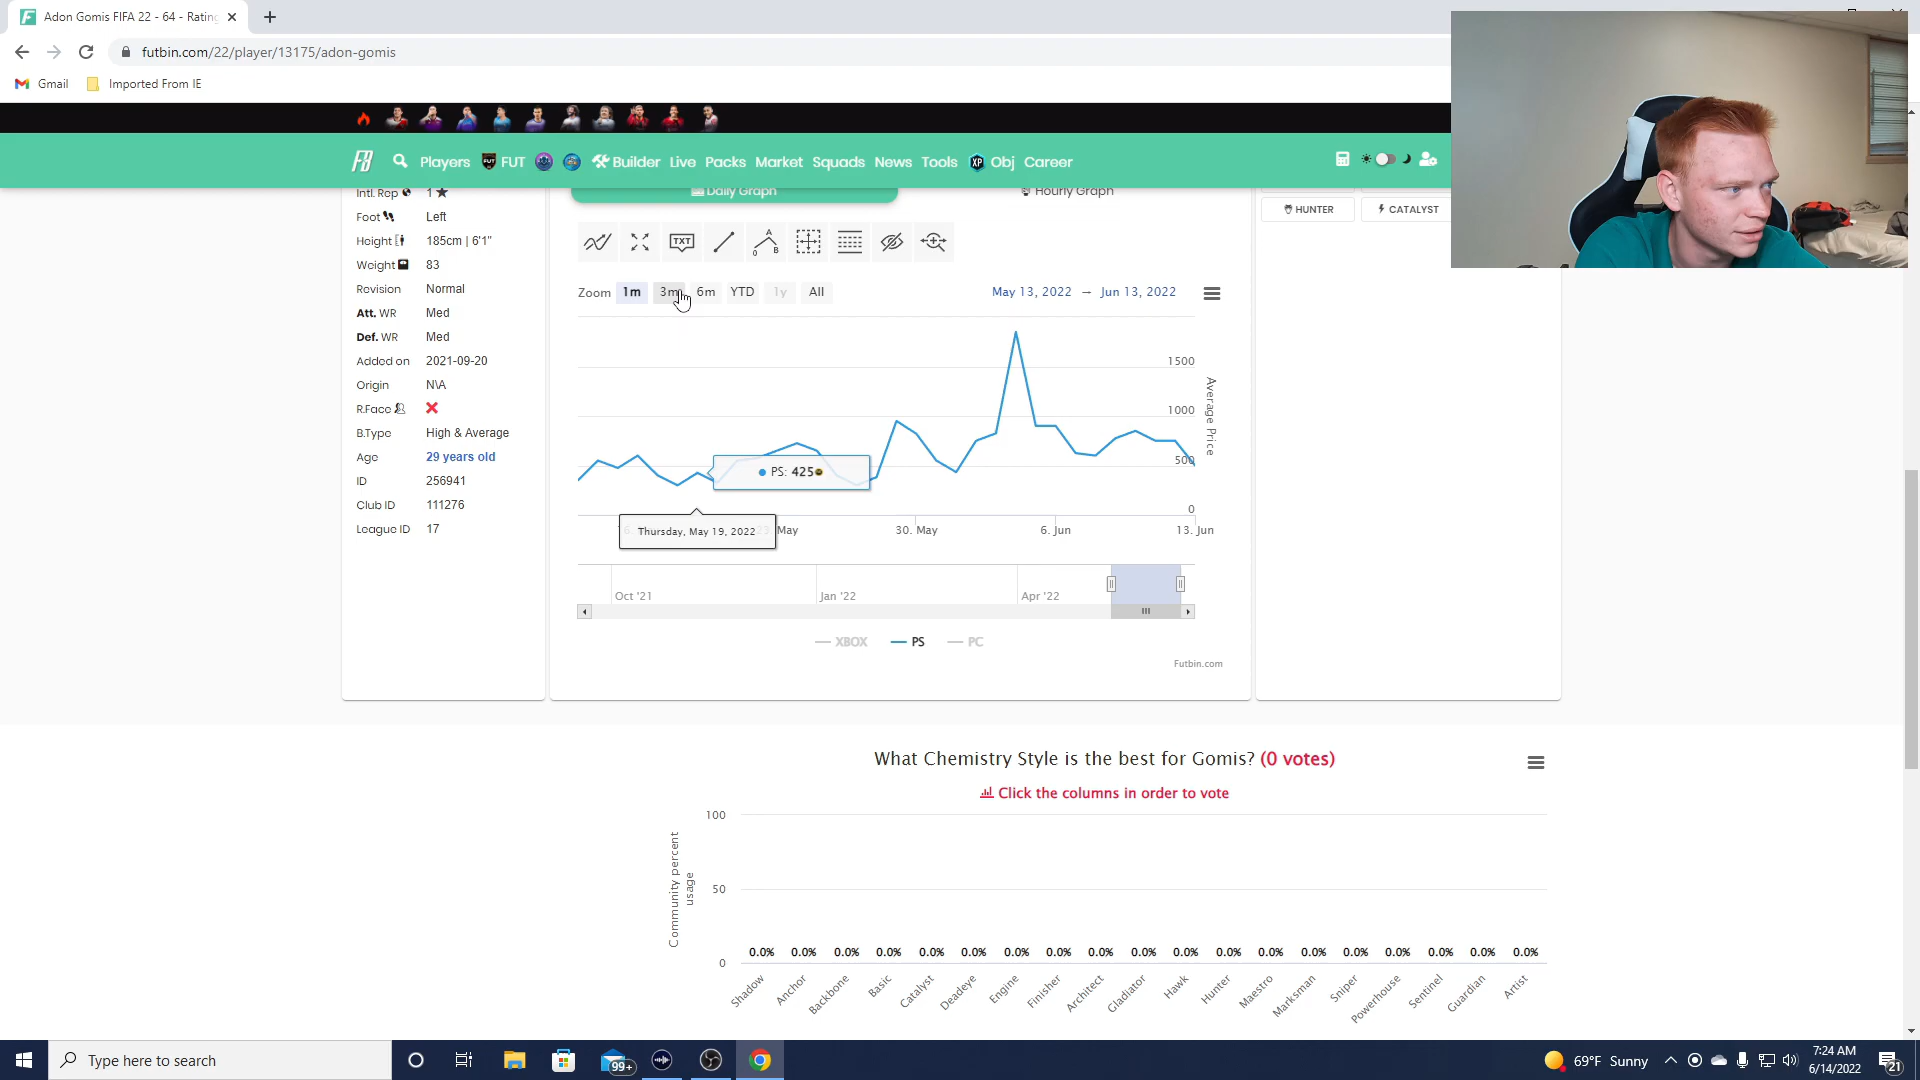 Adon Gomis FIFA 22 - 64 - Rating
futbin.com/22/player/13175/adon-gomis
Gmail
Imported From IE
Players
FUT
Builder
Live
Packs
Market
Squads
News
Tools
XP Obj
Career
Intl. Rep 1
Foot Left
Height 185cm | 6'1"
Weight 83
Revision Normal
Att. WR Med
Def. WR Med
Added on 2021-09-20
Origin N\A
R.Face
B.Type High & Average
Age 29 years old
ID 256941
Club ID 111276
League ID 17
Daily Graph
Hourly Graph
TXT
A
0 B
Zoom 1m 3m 6m YTD 1y All
May 13, 2022 → Jun 13, 2022
1500
1000
500
0
Average Price
PS: 425
Thursday, May 19, 2022
May
30. May
6. Jun
13. Jun
Oct '21
Jan '22
Apr '22
XBOX
PS
PC
Futbin.com
HUNTER
CATALYST
What Chemistry Style is the best for Gomis? (0 votes)
Click the columns in order to vote
100
50
0
Community percent
usage
0.0% 0.0% 0.0% 0.0% 0.0% 0.0% 0.0% 0.0% 0.0% 0.0% 0.0% 0.0% 0.0% 0.0% 0.0% 0.0% 0.0% 0.0% 0.0%
Shadow Anchor Backbone Basic Catalyst Deadeye Engine Finisher Architect Gladiator Hawk Hunter Maestro Marksman Sniper Powerhouse Sentinel Guardian Artist
Type here to search
99+
69°F Sunny
7:24 AM
6/14/2022
21